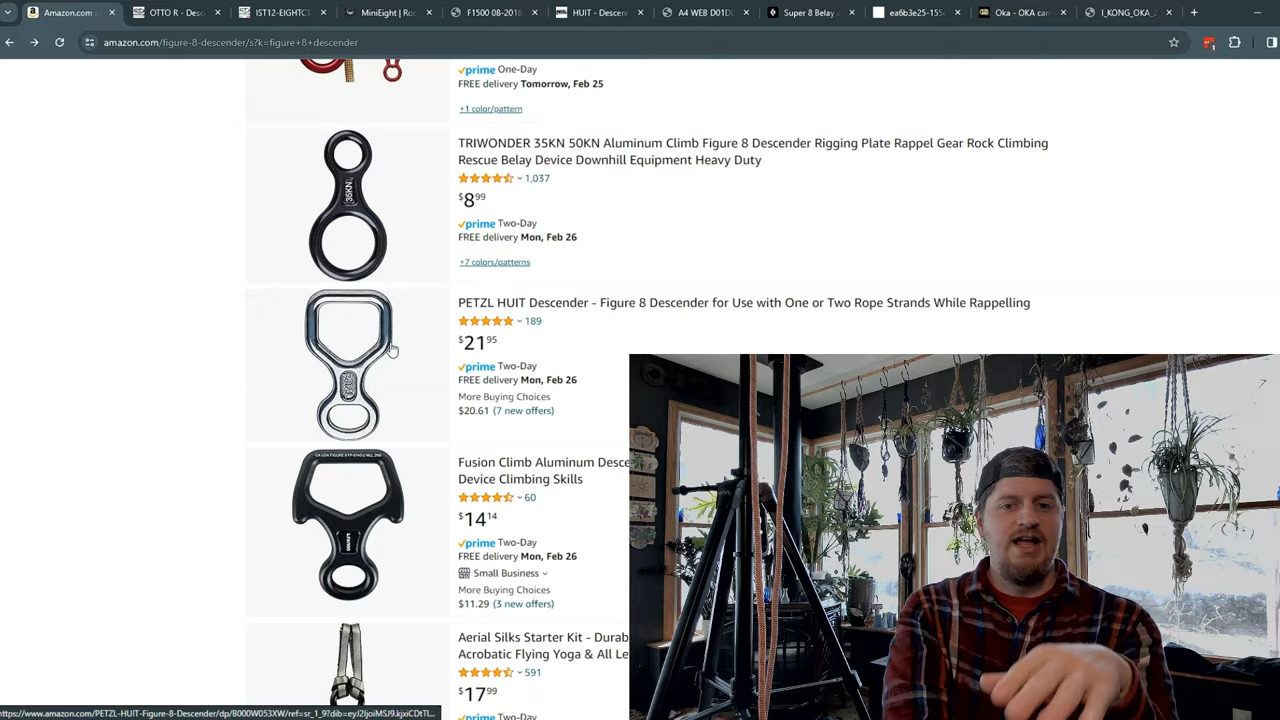 Amazon.com
OTTO R - Desc
IST12-EIGHTCT
MiniEight | Roc
F1500 08-2018
HUIT - Descen
A4 WEB D01D
Super 8 Belay a
ea6b3e25-155
Oka - OKA car
I_KONG_OKA_
amazon.com/figure-8-descender/s?k=figure+8+descender
prime One-Day
FREE delivery Tomorrow, Feb 25
+1 color/pattern
TRIWONDER 35KN 50KN Aluminum Climb Figure 8 Descender Rigging Plate Rappel Gear Rock Climbing
Rescue Belay Device Downhill Equipment Heavy Duty
1,037
$8 99
prime Two-Day
FREE delivery Mon, Feb 26
+7 colors/patterns
35KN
PETZL HUIT Descender - Figure 8 Descender for Use with One or Two Rope Strands While Rappelling
189
$21 95
prime Two-Day
FREE delivery Mon, Feb 26
More Buying Choices
$20.61 (7 new offers)
PETZL
Fusion Climb Aluminum Desce
Device Climbing Skills
60
$14 14
prime Two-Day
FREE delivery Mon, Feb 26
Small Business
More Buying Choices
$11.29 (3 new offers)
Aerial Silks Starter Kit - Durab
Acrobatic Flying Yoga & All Le
591
$17 99
prime Two-Day